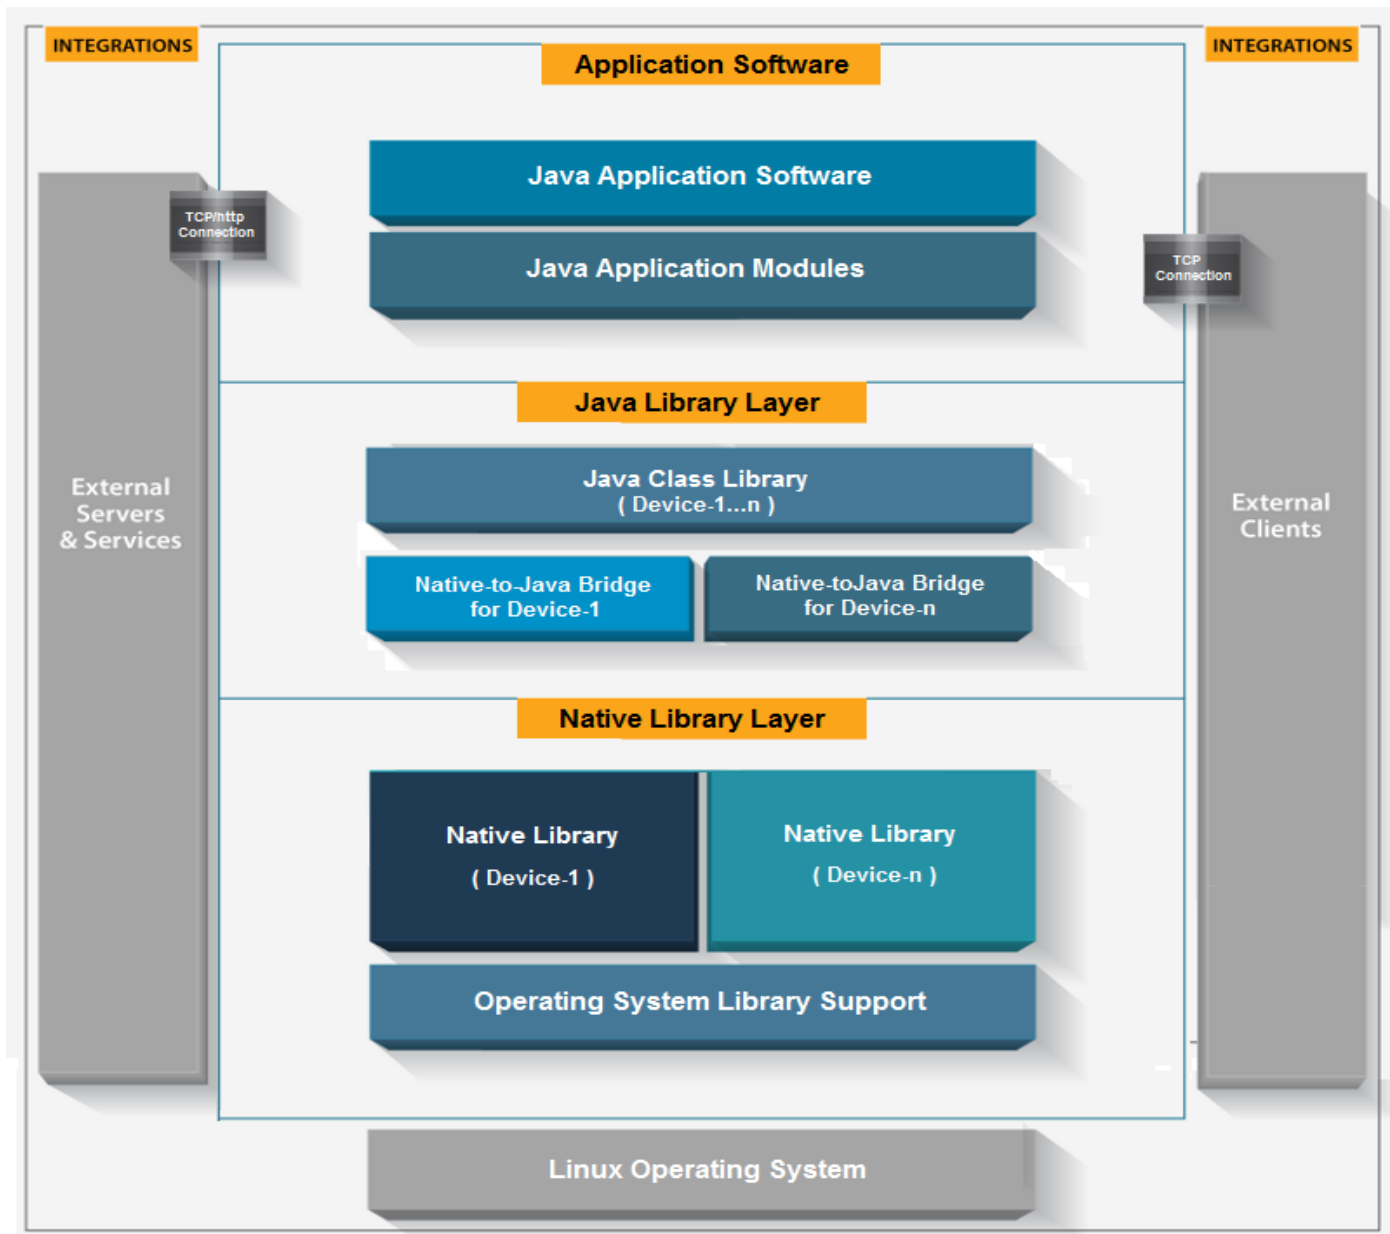 INTEGRATIONS
INTEGRATIONS
Application Software
Java Application Software
TCP/http
Connection
Java Application Modules
TCP
Connection
Java Library Layer
Java Class Library
( Device-1...n )
External
Servers
& Services
External
Clients
Native-to-Java Bridge
for Device-1
Native-toJava Bridge
for Device-n
Native Library Layer
Native Library
( Device-1 )
Native Library
( Device-n )
Operating System Library Support
Linux Operating System